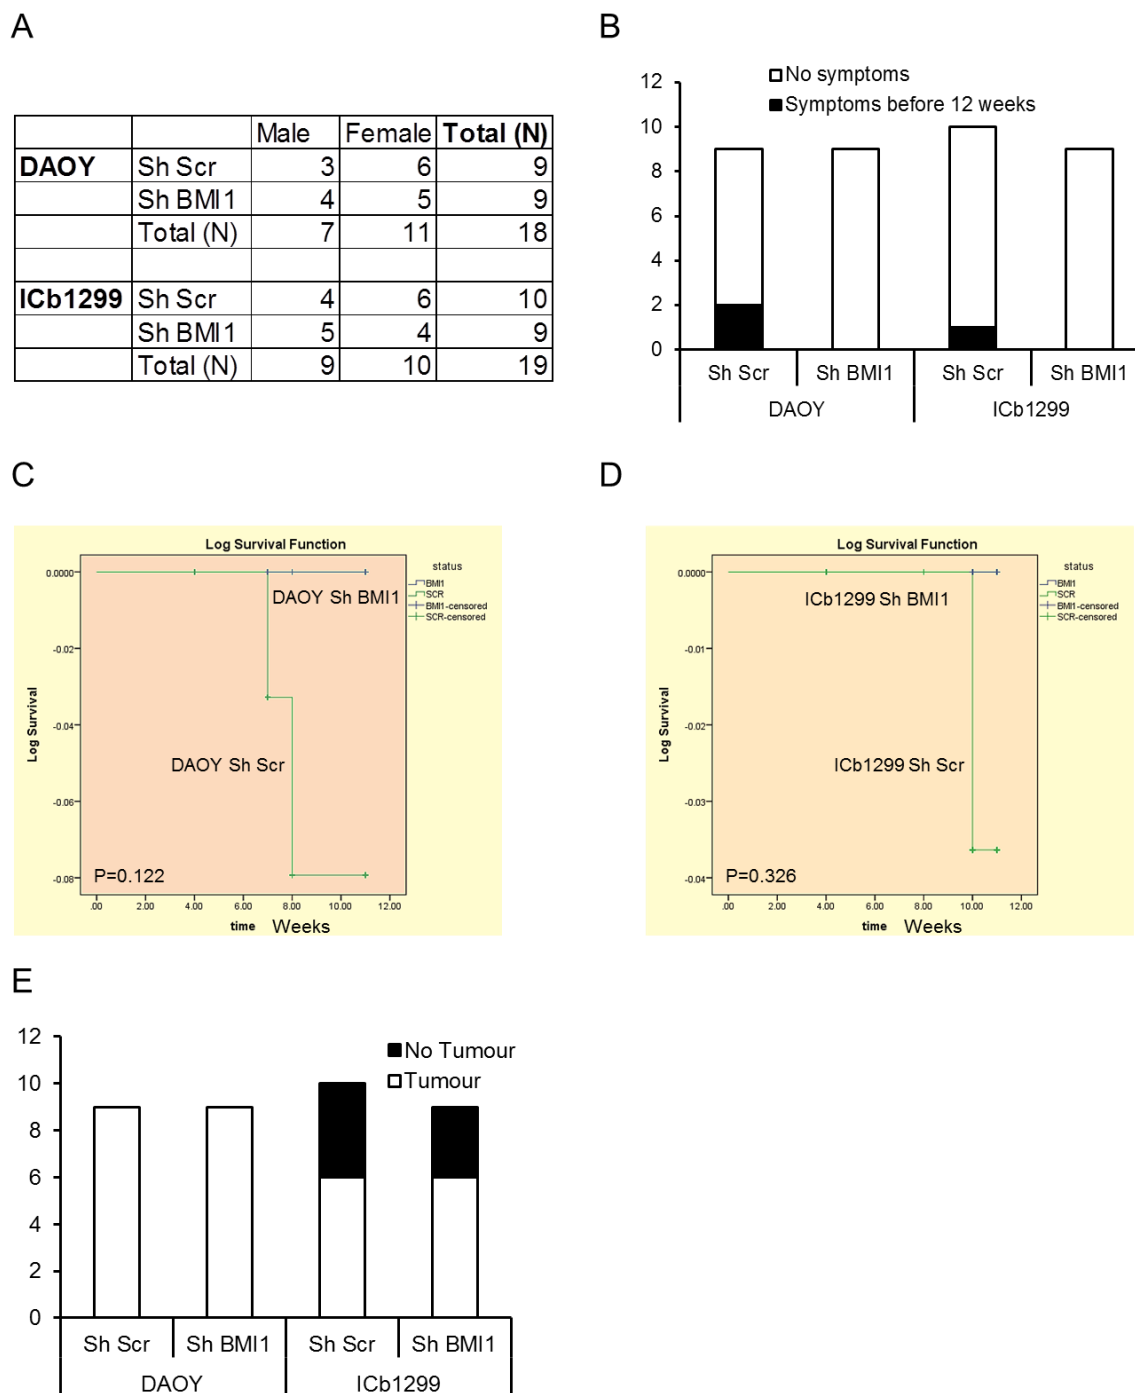 A
Male Female Total (N)
DAOY Sh Scr 3 6 9
Sh BMI1 4 5 9
Total (N) 7 11 18
ICb1299 Sh Scr 4 6 10
Sh BMI1 5 4 9
Total (N) 9 10 19
B
No symptoms
Symptoms before 12 weeks
12
10
8
6
4
2
0
Sh Scr Sh BMI1 Sh Scr Sh BMI1
DAOY ICb1299
C
Log Survival Function
status
BMI1
SCR
BMI1-censored
SCR-censored
DAOY Sh BMI1
DAOY Sh Scr
P=0.122
Log Survival
0.0000
-0.02
-0.04
-0.06
-0.08
.00 2.00 4.00 6.00 8.00 10.00 12.00
time Weeks
D
Log Survival Function
status
BMI1
SCR
BMI1-censored
SCR-censored
ICb1299 Sh BMI1
ICb1299 Sh Scr
P=0.326
Log Survival
0.0000
-0.01
-0.02
-0.03
-0.04
.00 2.00 4.00 6.00 8.00 10.00 12.00
time Weeks
E
No Tumour
Tumour
12
10
8
6
4
2
0
Sh Scr Sh BMI1 Sh Scr Sh BMI1
DAOY ICb1299